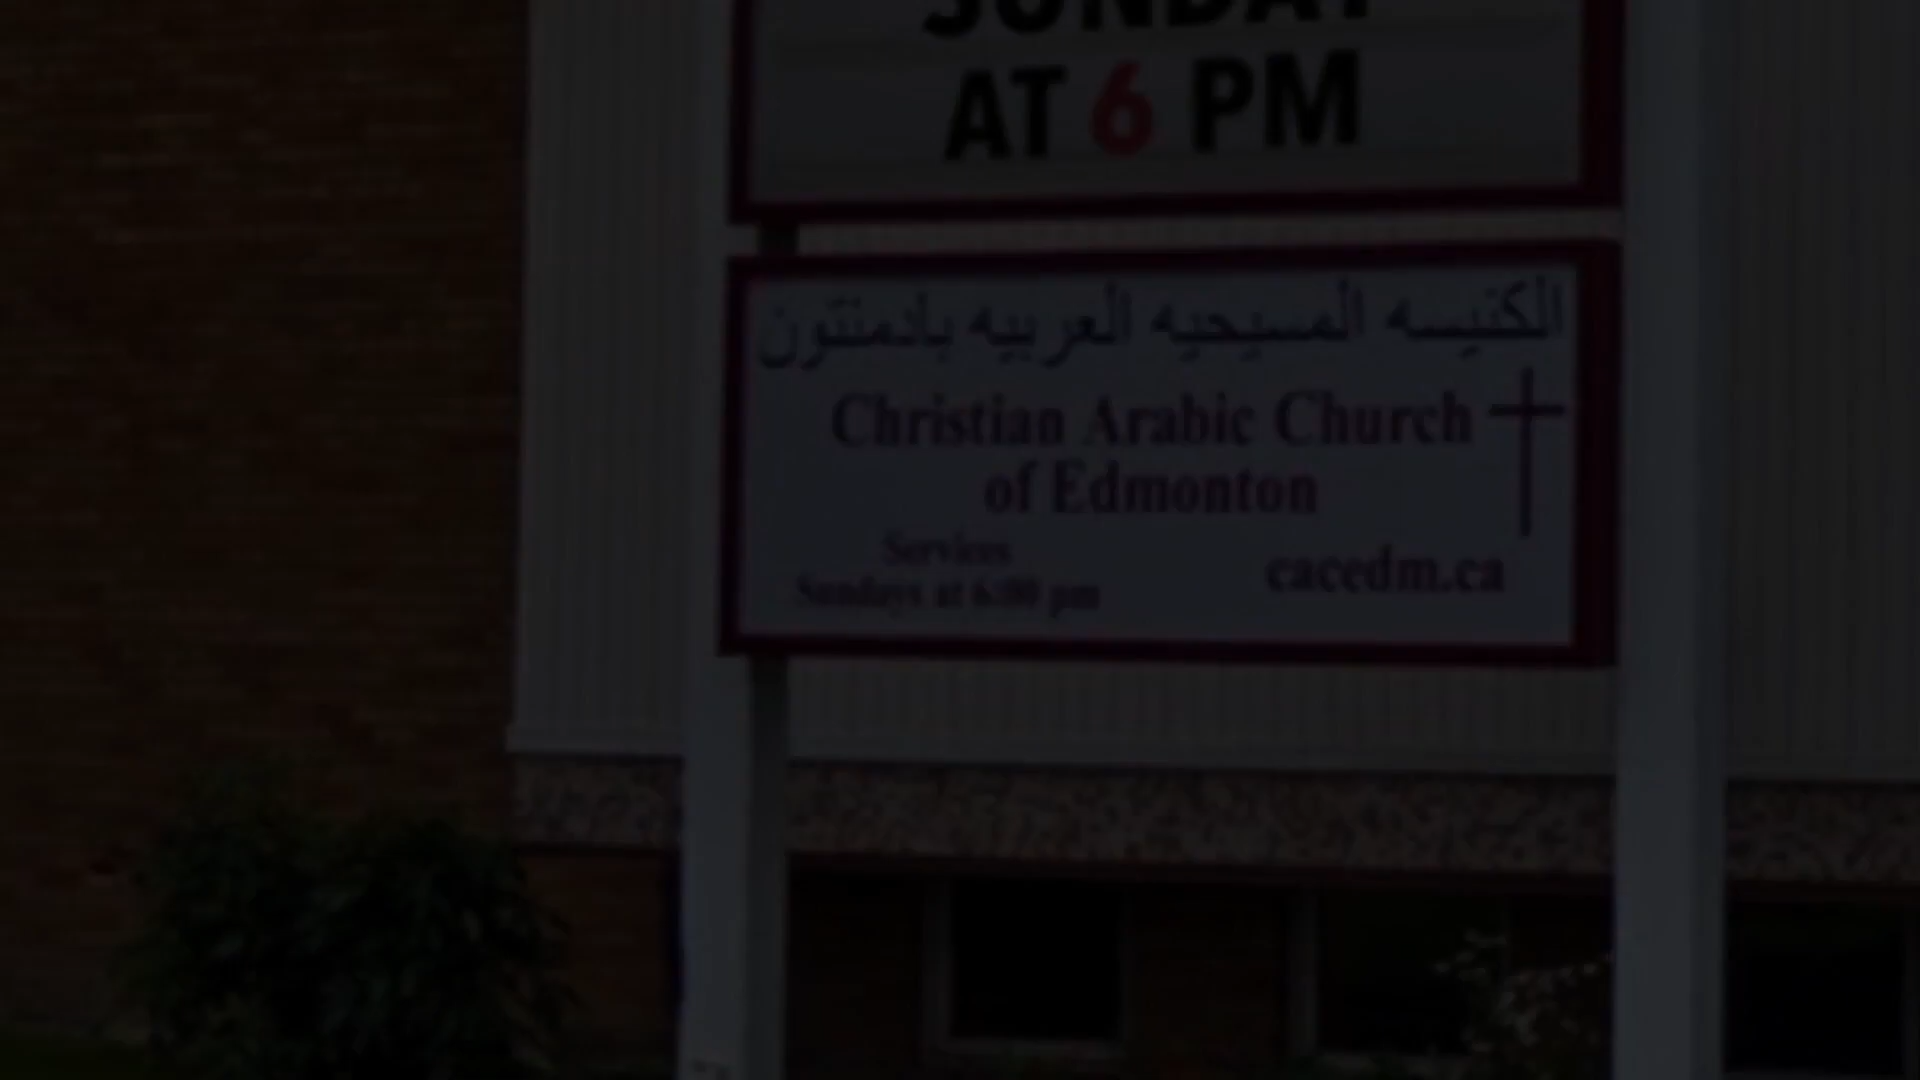 SUNDAY
AT 6 PM
الكنيسه المسيحيه العربيه بادمنتون
Christian Arabic Church
of Edmonton
Services
Sundays at 6:00 pm
cacedm.ca